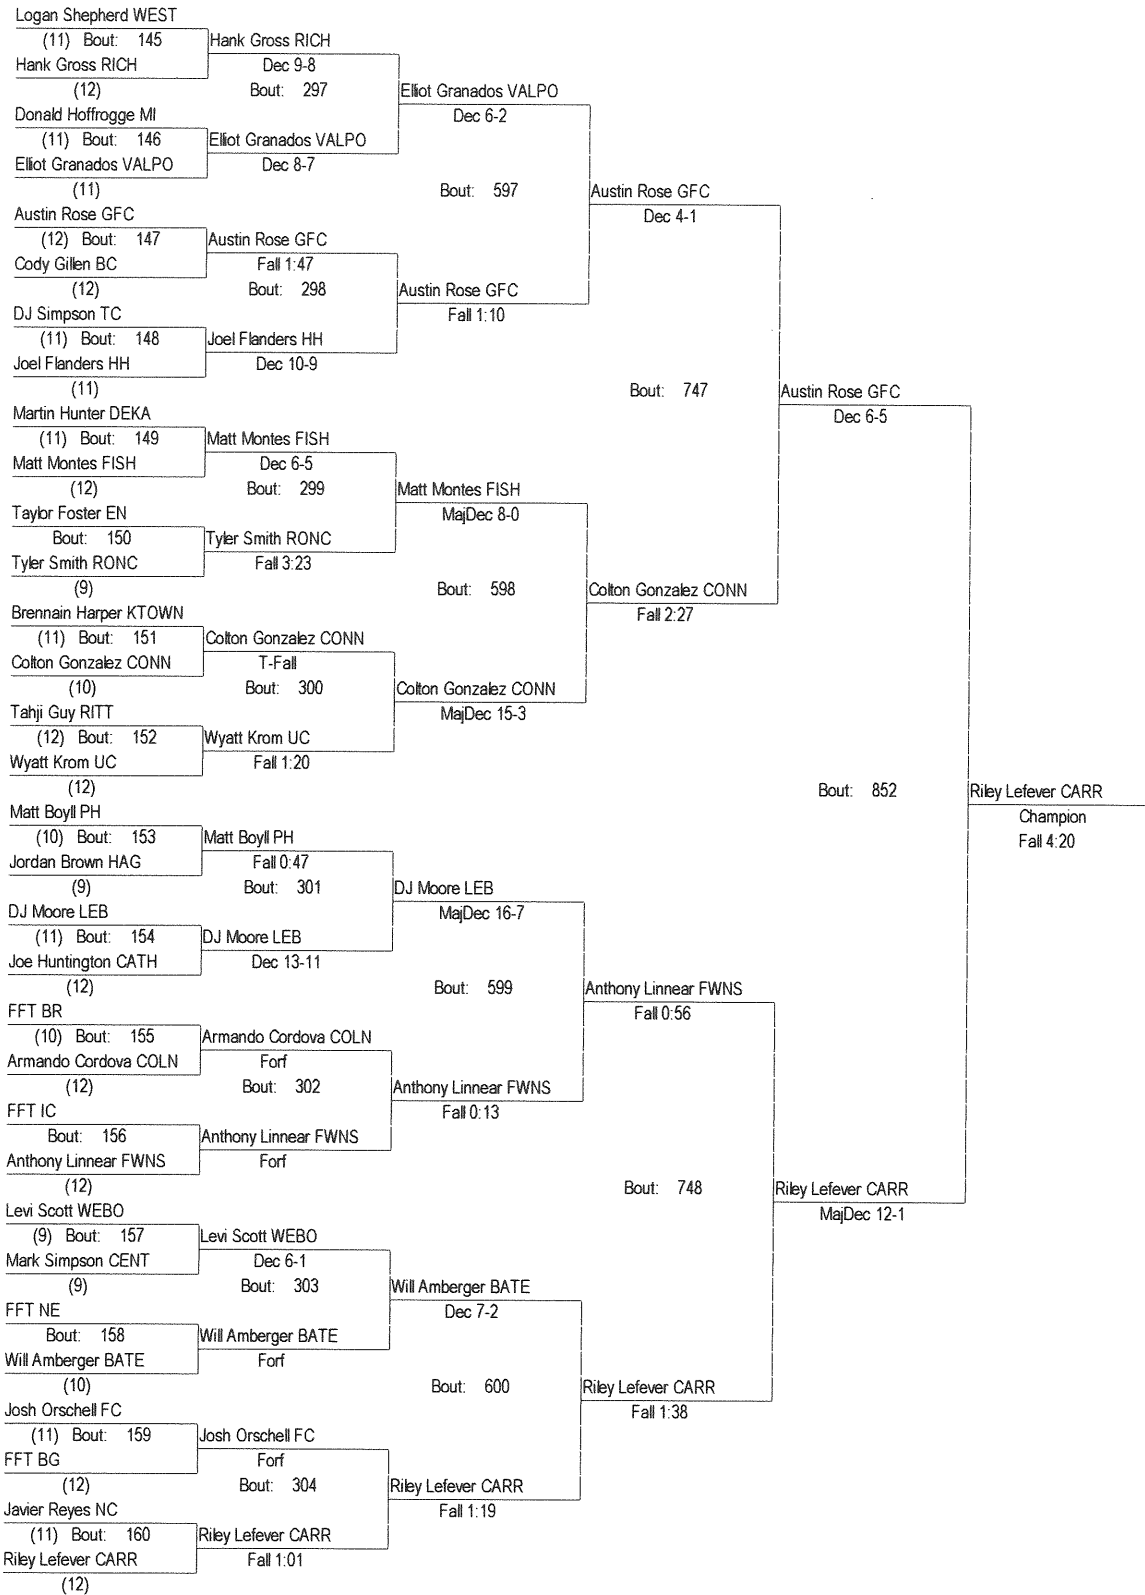 Logan Shepherd WEST
(11) Bout: 145
Hank Gross RICH
(12)
Donald Hoffrogge MI
(11) Bout: 146
Elliot Granados VALPO
(11)
Austin Rose GFC
(12) Bout: 147
Cody Gillen BC
(12)
DJ Simpson TC
(11) Bout: 148
Joel Flanders HH
(11)
Martin Hunter DEKA
(11) Bout: 149
Matt Montes FISH
(12)
Taylor Foster EN
Bout: 150
Tyler Smith RONC
(9)
Brennain Harper KTOWN
(11) Bout: 151
Colton Gonzalez CONN
(10)
Tahji Guy RITT
(12) Bout: 152
Wyatt Krom UC
(12)
Matt Boyll PH
(10) Bout: 153
Jordan Brown HAG
(9)
DJ Moore LEB
(11) Bout: 154
Joe Huntington CATH
(12)
FFT BR
(10) Bout: 155
Armando Cordova COLN
(12)
FFT IC
Bout: 156
Anthony Linnear FWNS
(12)
Levi Scott WEBO
(9) Bout: 157
Mark Simpson CENT
(9)
FFT NE
Bout: 158
Will Amberger BATE
(10)
Josh Orschell FC
(11) Bout: 159
FFT BG
(12)
Javier Reyes NC
(11) Bout: 160
Riley Lefever CARR
(12)
Hank Gross RICH
Dec 9-8
Bout: 297
Elliot Granados VALPO
Dec 8-7
Austin Rose GFC
Fall 1:47
Bout: 298
Joel Flanders HH
Dec 10-9
Matt Montes FISH
Dec 6-5
Bout: 299
Tyler Smith RONC
Fall 3:23
Colton Gonzalez CONN
T-Fall
Bout: 300
Wyatt Krom UC
Fall 1:20
Matt Boyll PH
Fall 0:47
Bout: 301
DJ Moore LEB
Dec 13-11
Armando Cordova COLN
Forf
Bout: 302
Anthony Linnear FWNS
Forf
Levi Scott WEBO
Dec 6-1
Bout: 303
Will Amberger BATE
Forf
Josh Orschell FC
Forf
Bout: 304
Riley Lefever CARR
Fall 1:01
Elliot Granados VALPO
Dec 6-2
Bout: 597
Austin Rose GFC
Fall 1:10
Matt Montes FISH
MajDec 8-0
Bout: 598
Colton Gonzalez CONN
MajDec 15-3
DJ Moore LEB
MajDec 16-7
Bout: 599
Anthony Linnear FWNS
Fall 0:13
Will Amberger BATE
Dec 7-2
Bout: 600
Riley Lefever CARR
Fall 1:19
Austin Rose GFC
Dec 4-1
Bout: 747
Colton Gonzalez CONN
Fall 2:27
Anthony Linnear FWNS
Fall 0:56
Bout: 748
Riley Lefever CARR
Fall 1:38
Austin Rose GFC
Dec 6-5
Bout: 852
Riley Lefever CARR
MajDec 12-1
Riley Lefever CARR
Champion
Fall 4:20